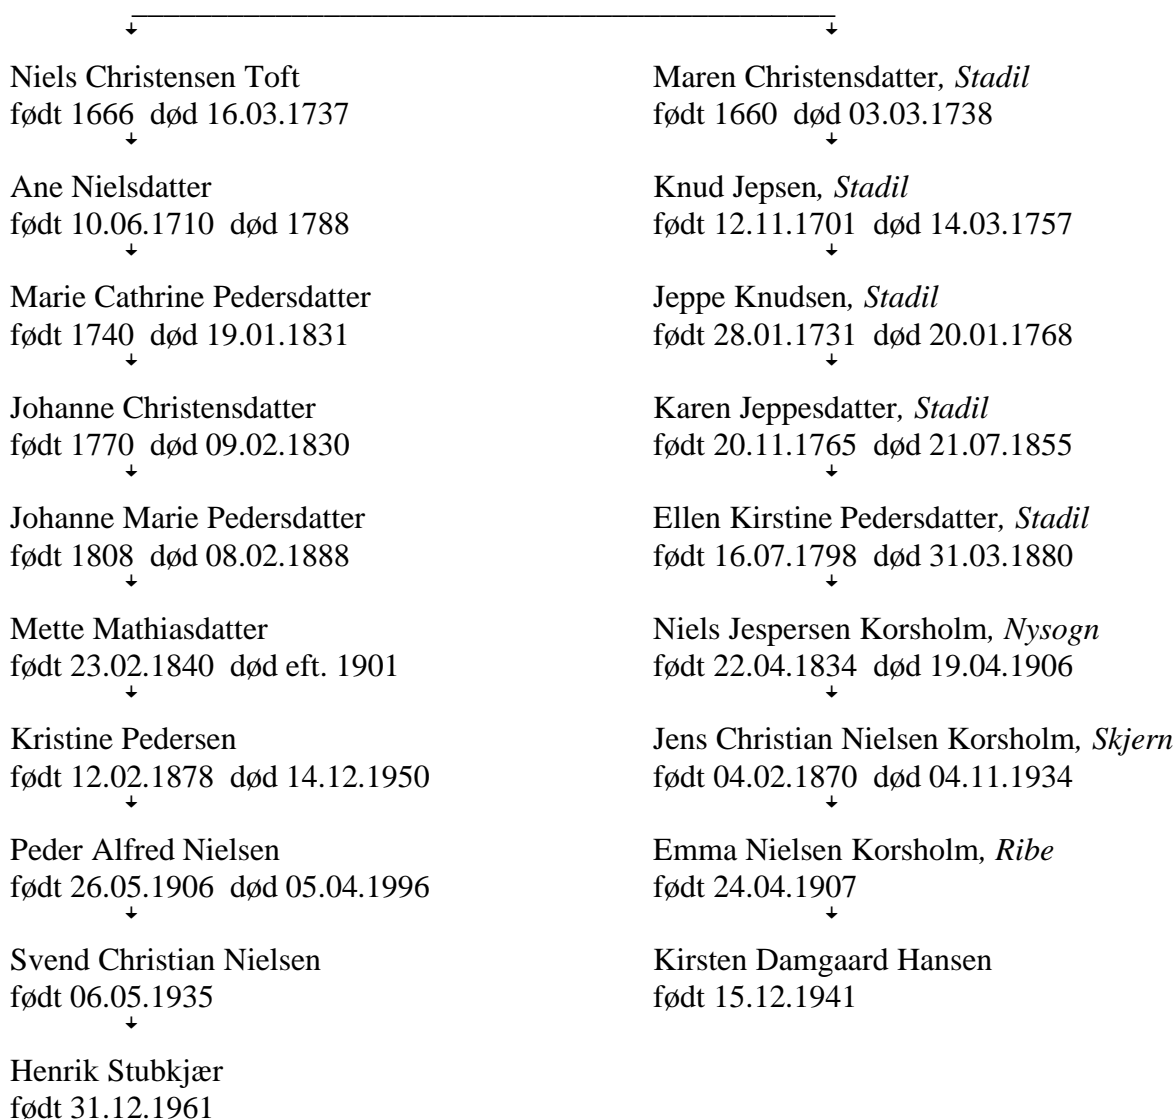 Niels Christensen Toft
født 1666 død 16.03.1737
Maren Christensdatter, Stadil
født 1660 død 03.03.1738
Ane Nielsdatter
født 10.06.1710 død 1788
Knud Jepsen, Stadil
født 12.11.1701 død 14.03.1757
Marie Cathrine Pedersdatter
født 1740 død 19.01.1831
Jeppe Knudsen, Stadil
født 28.01.1731 død 20.01.1768
Johanne Christensdatter
født 1770 død 09.02.1830
Karen Jeppesdatter, Stadil
født 20.11.1765 død 21.07.1855
Johanne Marie Pedersdatter
født 1808 død 08.02.1888
Ellen Kirstine Pedersdatter, Stadil
født 16.07.1798 død 31.03.1880
Mette Mathiasdatter
født 23.02.1840 død eft. 1901
Niels Jespersen Korsholm, Nysogn
født 22.04.1834 død 19.04.1906
Kristine Pedersen
født 12.02.1878 død 14.12.1950
Jens Christian Nielsen Korsholm, Skjern
født 04.02.1870 død 04.11.1934
Peder Alfred Nielsen
født 26.05.1906 død 05.04.1996
Emma Nielsen Korsholm, Ribe
født 24.04.1907
Svend Christian Nielsen
født 06.05.1935
Kirsten Damgaard Hansen
født 15.12.1941
Henrik Stubkjær
født 31.12.1961